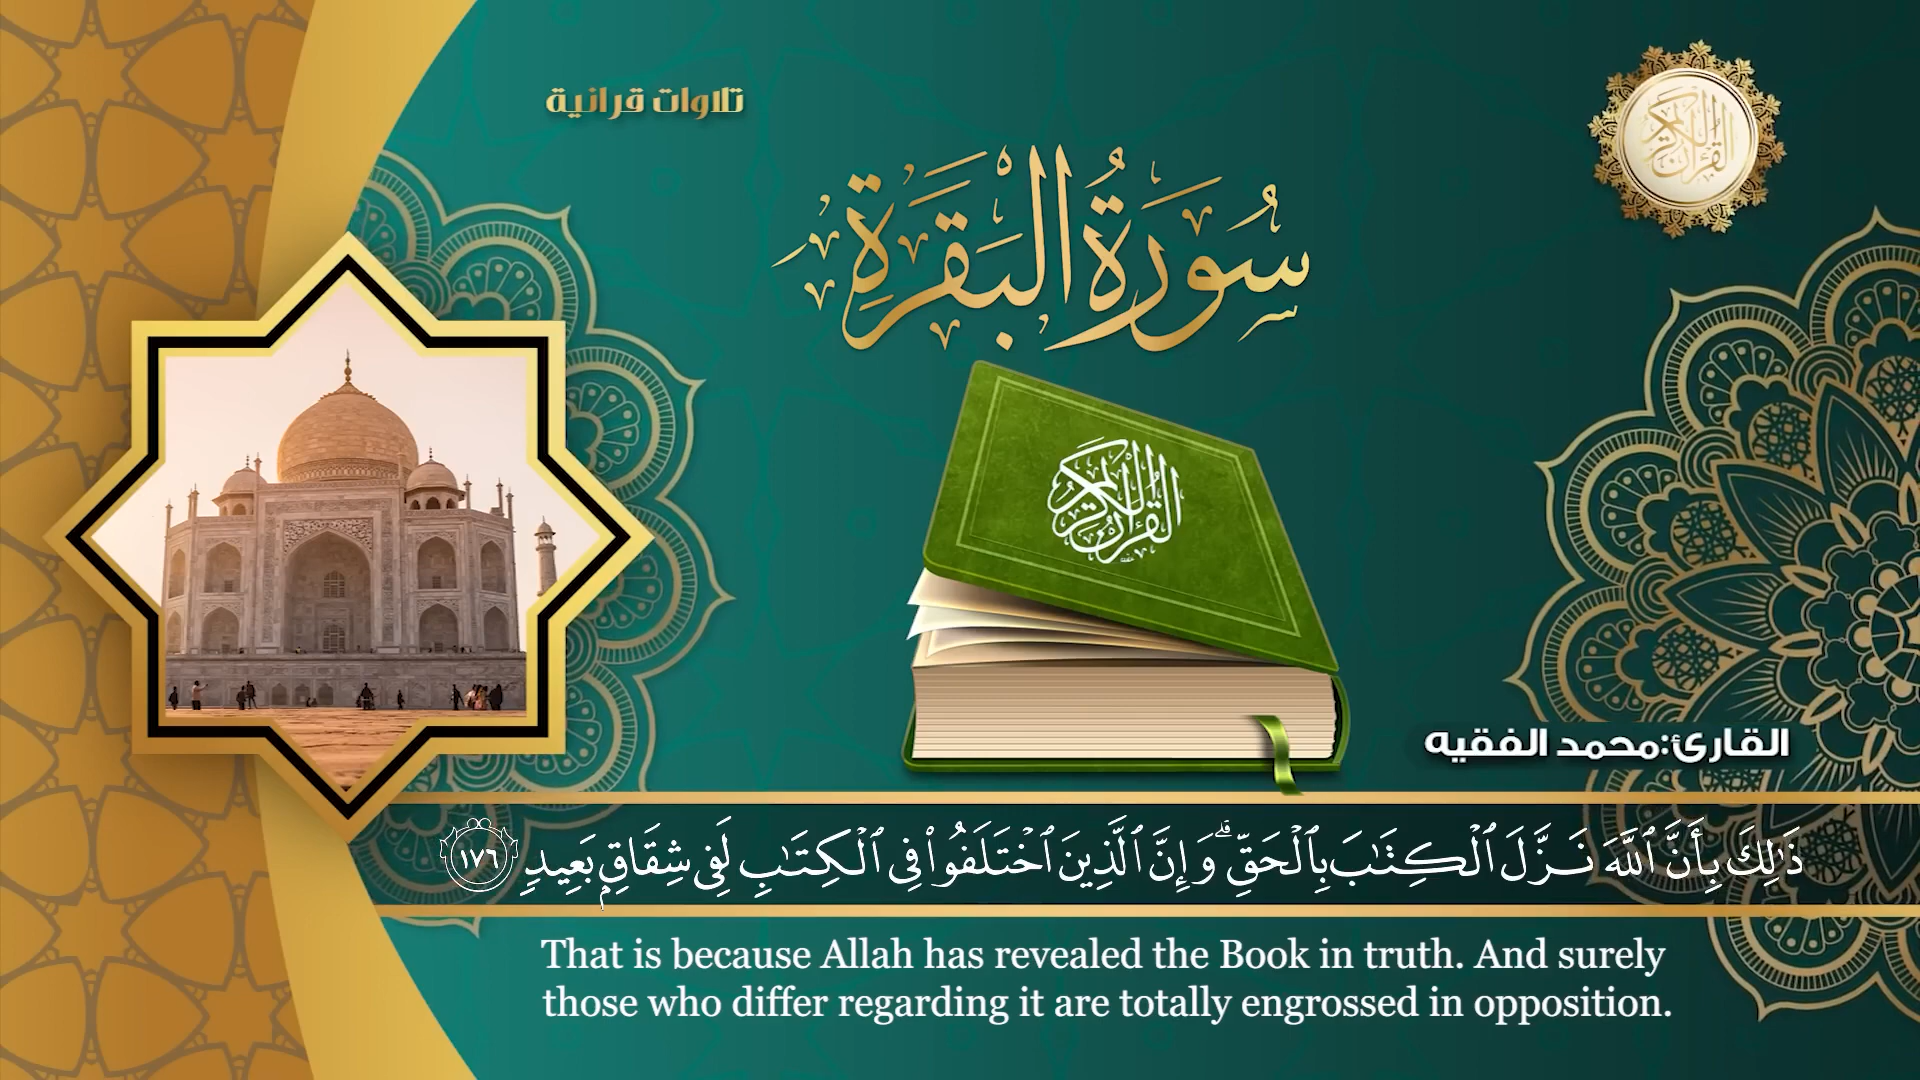 تلاوات قرانية
سُورَةُ البَقَرَةِ
القرآن الكريم
القرآن الكريم
القارئ:محمد الفقيه
ذَٰلِكَ بِأَنَّ ٱللَّهَ نَزَّلَ ٱلْكِتَٰبَ بِٱلْحَقِّ ۗ وَإِنَّ ٱلَّذِينَ ٱخْتَلَفُوا۟ فِى ٱلْكِتَٰبِ لَفِى شِقَاقٍۭ بَعِيدٍ ١٧٦
That is because Allah has revealed the Book in truth. And surely
those who differ regarding it are totally engrossed in opposition.